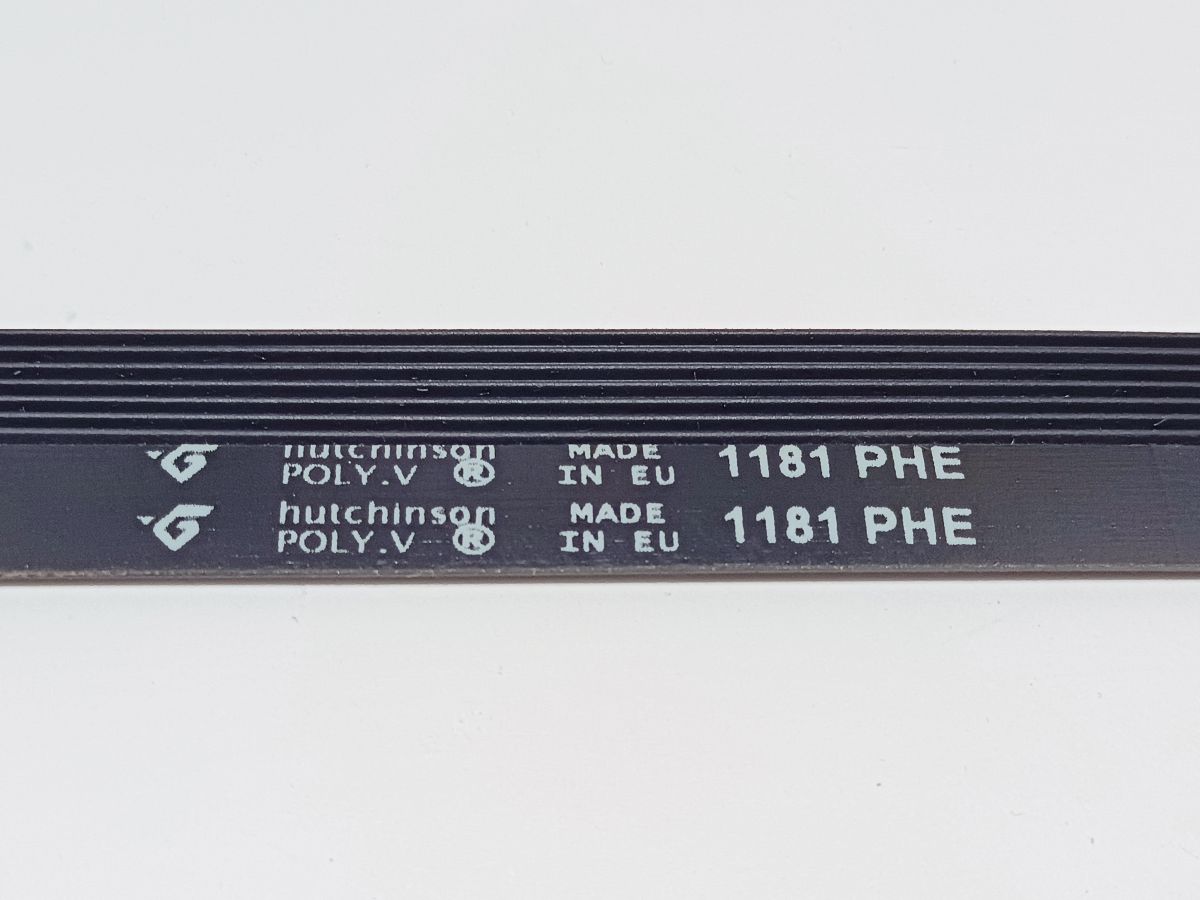 hutchinson MADE 1181 PHE
POLY.V ® IN EU
hutchinson MADE 1181 PHE
POLY.V ® IN EU